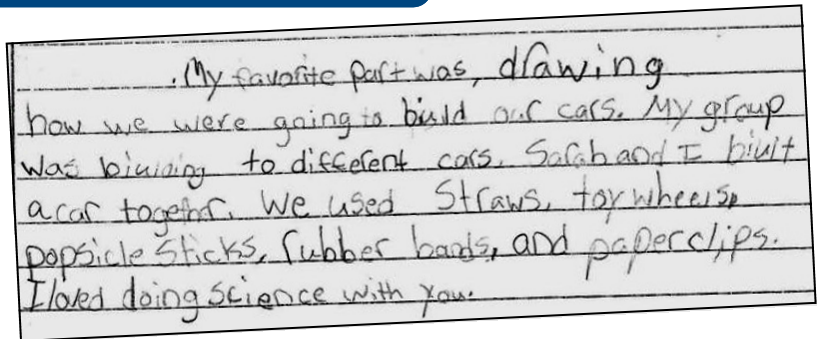 . My favorite part was, drawing
how we were going to biuld our cars. My group
was biulding to different cars. Sarah and I biuit
a car together. We used Straws, toy wheels,
popsicle sticks, rubber bands, and paperclips.
I loved doing science with you.